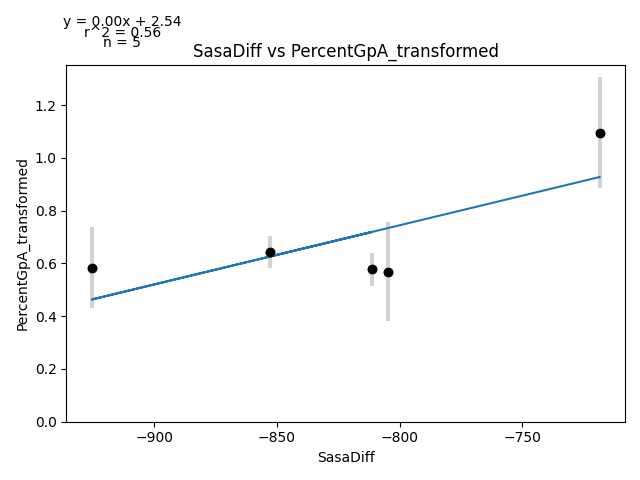 y = 0.00x + 2.54
r^2 = 0.56
n = 5
SasaDiff vs PercentGpA_transformed
1.2
1.0
0.8
0.6
0.4
0.2
0.0
PercentGpA_transformed
−900
−850
−800
−750
SasaDiff